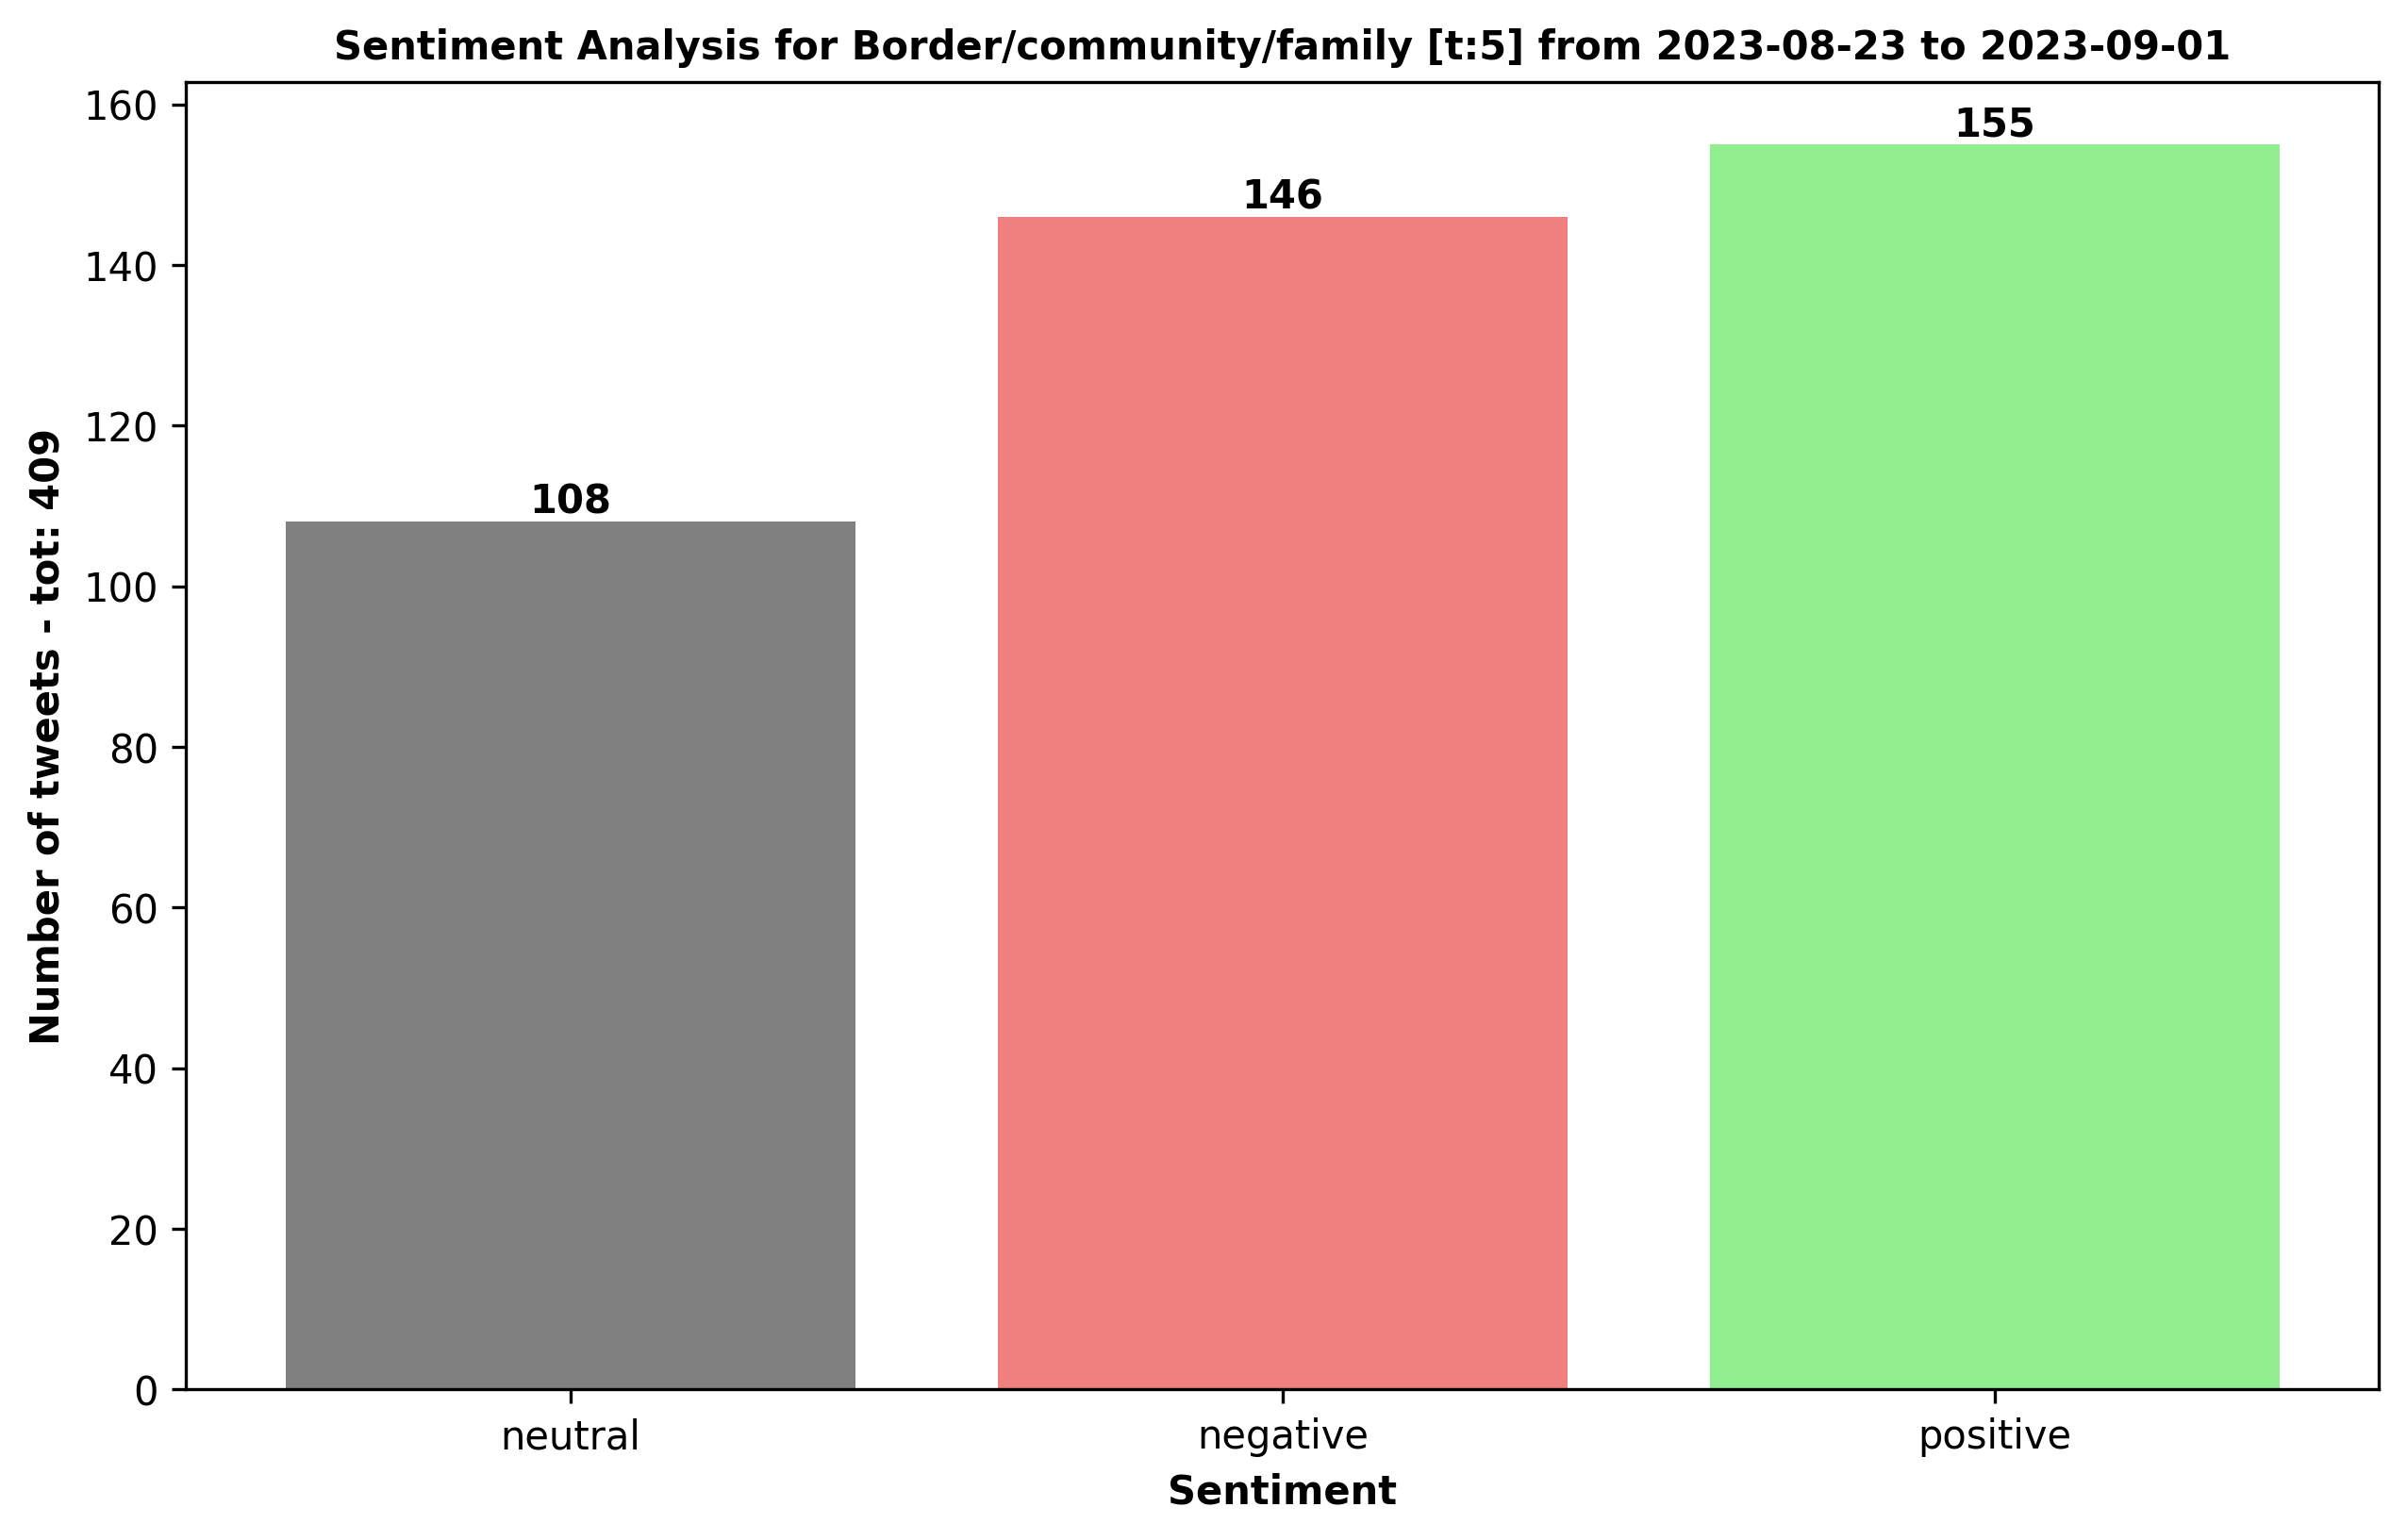 Sentiment Analysis for Border/community/family [t:5] from 2023-08-23 to 2023-09-01
Number of tweets - tot: 409
160
140
120
100
80
60
40
20
0
108
146
155
neutral
negative
positive
Sentiment